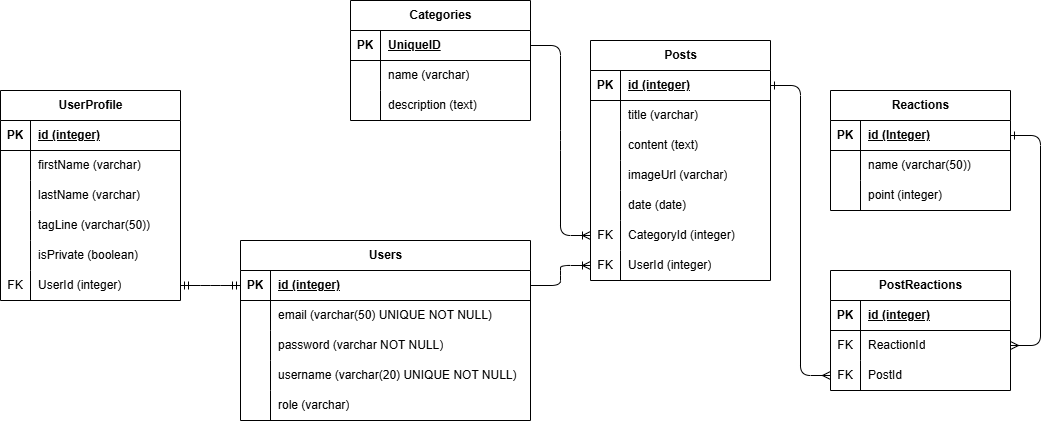 Categories
PK UniqueID
name (varchar)
description (text)
Posts
PK id (integer)
title (varchar)
content (text)
imageUrl (varchar)
date (date)
FK CategoryId (integer)
FK UserId (integer)
UserProfile
PK id (integer)
firstName (varchar)
lastName (varchar)
tagLine (varchar(50))
isPrivate (boolean)
FK UserId (integer)
Users
PK id (integer)
email (varchar(50) UNIQUE NOT NULL)
password (varchar NOT NULL)
username (varchar(20) UNIQUE NOT NULL)
role (varchar)
Reactions
PK id (Integer)
name (varchar(50))
point (integer)
PostReactions
PK id (integer)
FK ReactionId
FK PostId